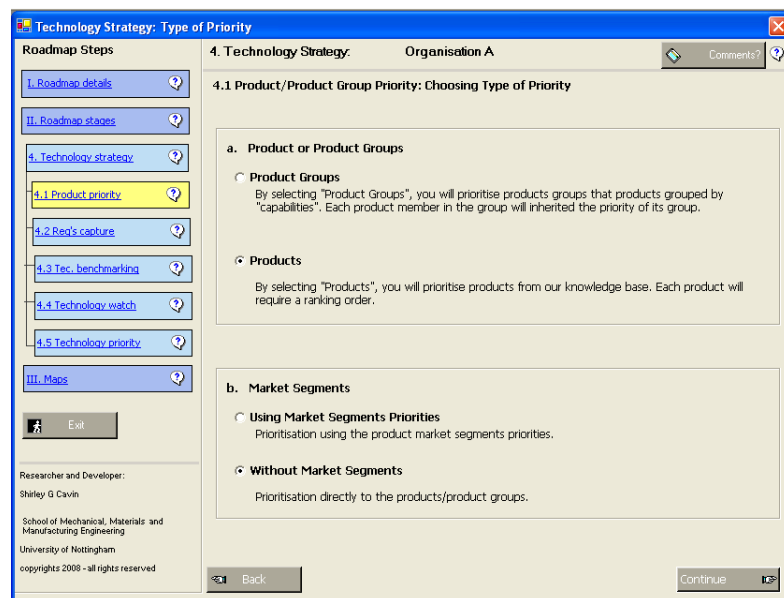 Technology Strategy: Type of Priority
Roadmap Steps
I. Roadmap details
II. Roadmap stages
4. Technology strategy
4.1 Product priority
4.2 Req's capture
4.3 Tec. benchmarking
4.4 Technology watch
4.5 Technology priority
III. Maps
Exit
Researcher and Developer:
Shirley G Cavin
School of Mechanical, Materials and
Manufacturing Engineering
University of Nottingham
copyrights 2008 - all rights reserved
4. Technology Strategy: Organisation A
Comments?
4.1 Product/Product Group Priority: Choosing Type of Priority
a. Product or Product Groups
Product Groups
By selecting "Product Groups", you will prioritise products groups that products grouped by
"capabilities". Each product member in the group will inherited the priority of its group.
Products
By selecting "Products", you will prioritise products from our knowledge base. Each product will
require a ranking order.
b. Market Segments
Using Market Segments Priorities
Prioritisation using the product market segments priorities.
Without Market Segments
Prioritisation directly to the products/product groups.
Back
Continue